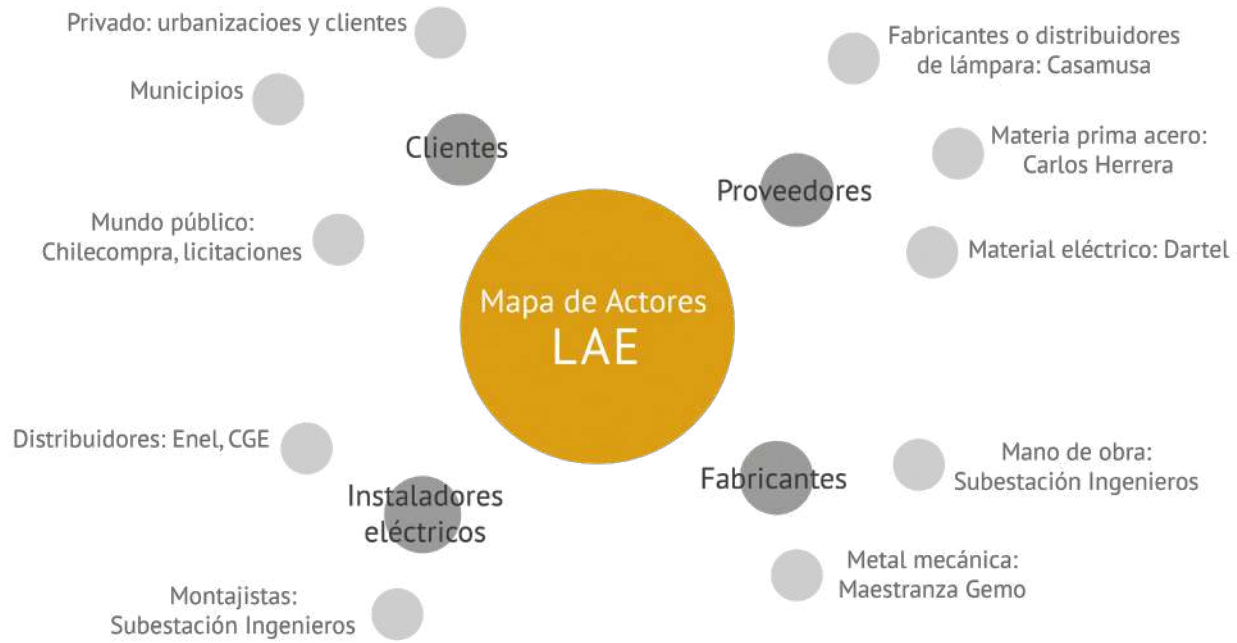 Privado: urbanizacioes y clientes
Municipios
Clientes
Mundo público:
Chilecompra, licitaciones
Fabricantes o distribuidores
de lámpara: Casamusa
Materia prima acero:
Carlos Herrera
Proveedores
Material eléctrico: Dartel
Mapa de Actores
LAE
Distribuidores: Enel, CGE
Instaladores
eléctricos
Montajistas:
Subestación Ingenieros
Fabricantes
Mano de obra:
Subestación Ingenieros
Metal mecánica:
Maestranza Gemo